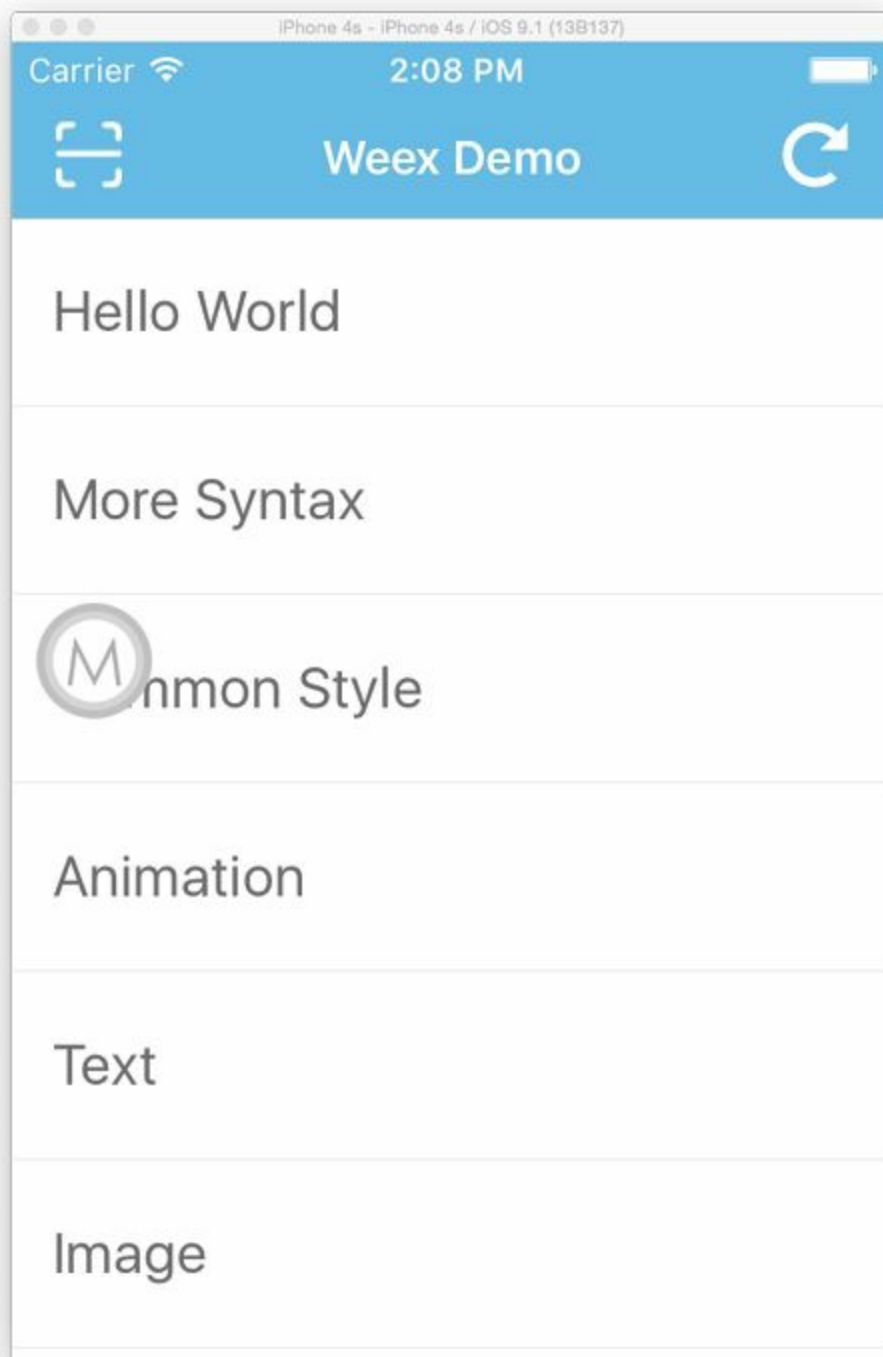 iPhone 4s - iPhone 4s / iOS 9.1 (13B137)
Carrier 2:08 PM
Weex Demo
Hello World
More Syntax
M
mmon Style
Animation
Text
Image